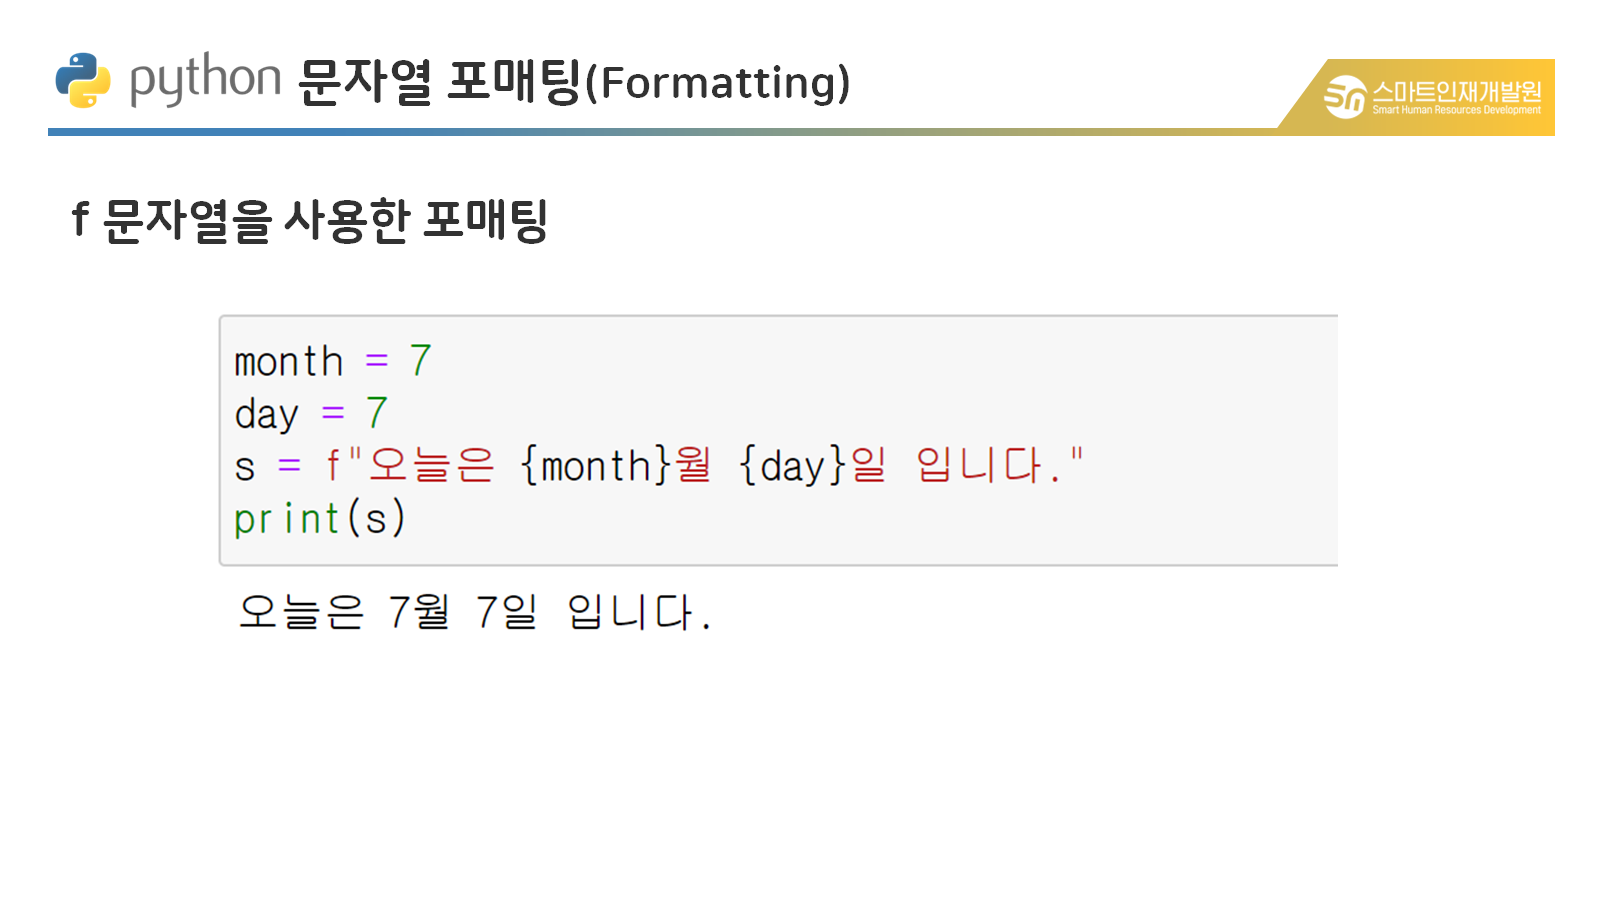 python 문자열 포매팅(Formatting)
스마트인재개발원
Smart Human Resources Development
f 문자열을 사용한 포매팅
month = 7
day = 7
s = f"오늘은 {month}월 {day}일 입니다."
print(s)
오늘은 7월 7일 입니다.